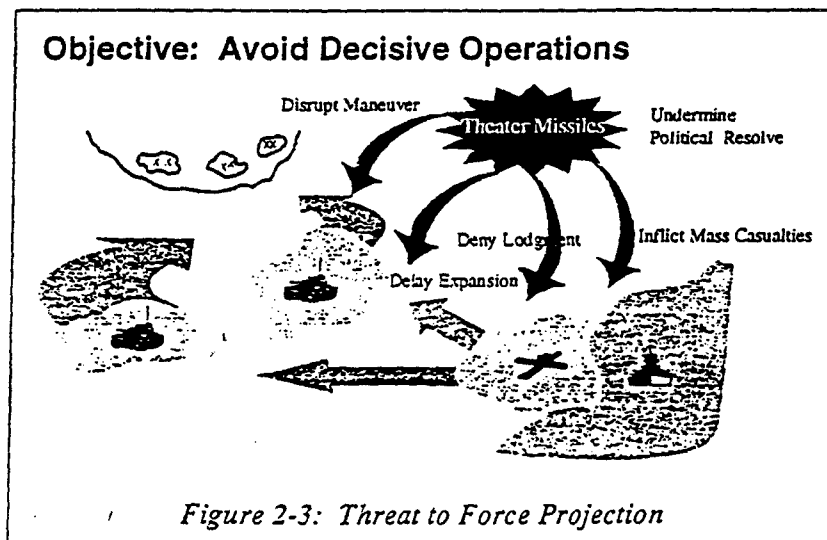 Objective: Avoid Decisive Operations
Disrupt Maneuver
Theater Missiles
Undermine
Political Resolve
Deny Lodgment
Inflict Mass Casualties
Delay Expansion
Figure 2-3: Threat to Force Projection